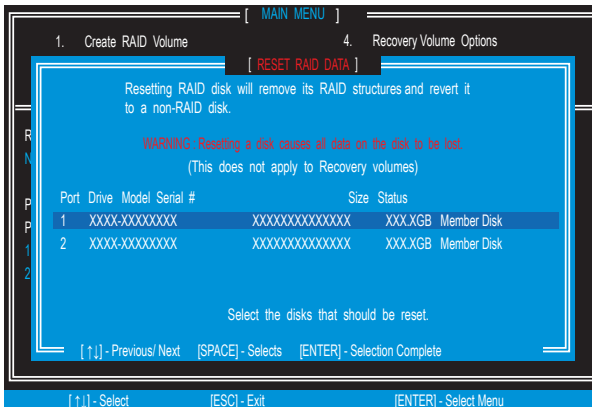 [ MAIN MENU ]
1. Create RAID Volume 4. Recovery Volume Options
[ RESET RAID DATA ]
Resetting RAID disk will remove its RAID structures and revert it
to a non-RAID disk.
WARNING : Resetting a disk causes all data on the disk to be lost.
(This does not apply to Recovery volumes)
R
N
P
P
1
2
Port Drive Model Serial # Size Status
1 XXXX-XXXXXXXX XXXXXXXXXXXXXX XXX.XGB Member Disk
2 XXXX-XXXXXXXX XXXXXXXXXXXXXX XXX.XGB Member Disk
Select the disks that should be reset.
[ ↑↓] - Previous/ Next [SPACE] - Selects [ENTER] - Selection Complete
[ ↑↓] - Select [ESC] - Exit [ENTER] - Select Menu